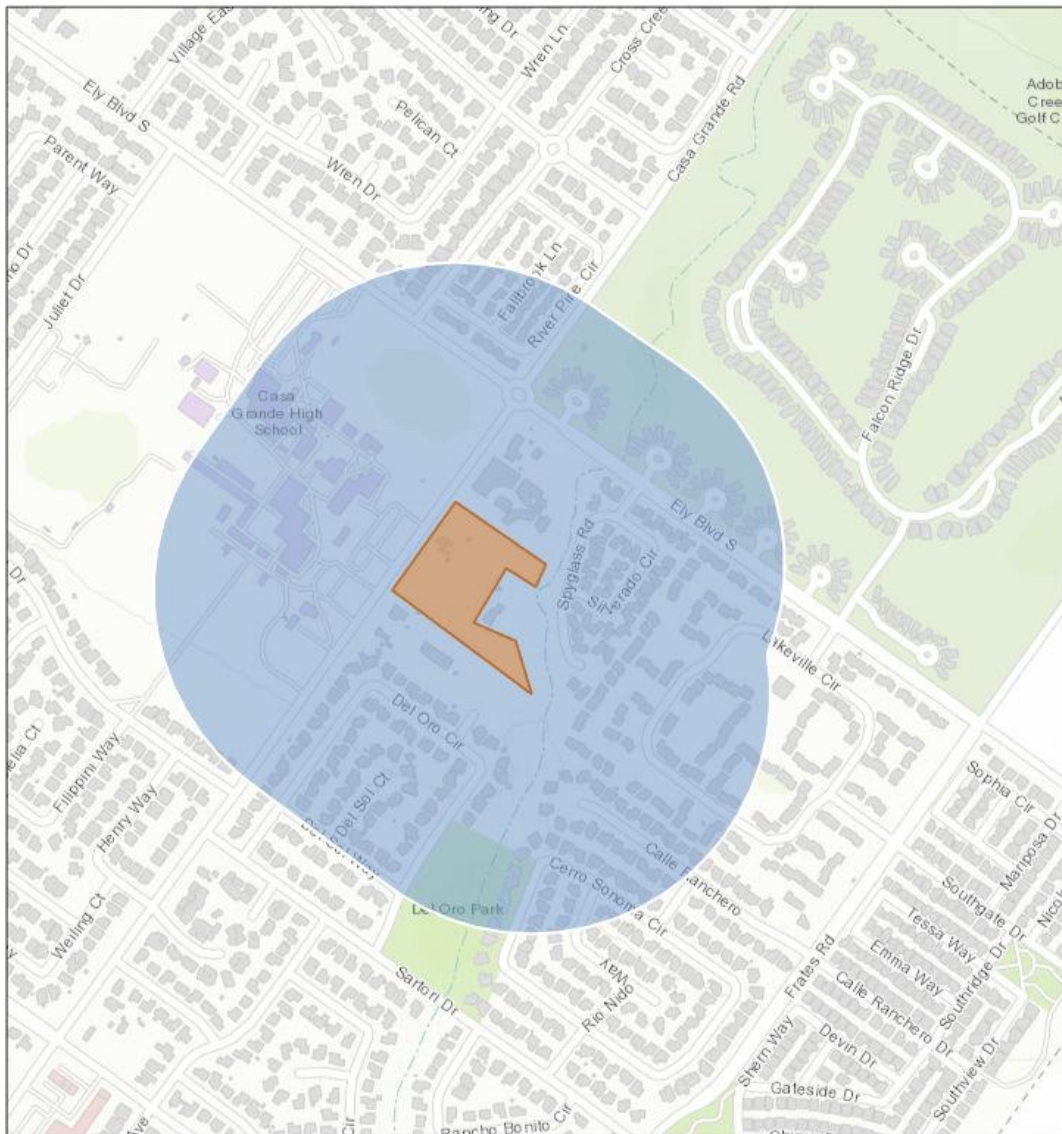 Village Eas
Wren Ln
Cross Cree
Casa Grande Rd
Adob
Cree
Golf C
Ely Blvd S
Pelican Ct
Parent Way
Wren Dr
Juliet Dr
Fallbrook Ln
River Pine Cir
Falcon Ridge Dr
Casa
Grande High
School
Ely Blvd S
Spyglass Rd
Silverado Cir
Lakeville Cir
Del Oro Cir
Filippini Way
Henry Way
Del Sol Ct
Sophia Cir
Mariposa Dr
Calle Ranchero
Cerro Sonoma Cir
Southgate Dr
Del Oro Park
Welling Ct
Tessa Way
Frates Rd
Emma Way
Southridge Dr
Sartori Dr
Way
Rio Nido
Calle Ranchero Dr
Shern Way
Devin Dr
Southview Dr
Gateside Dr
Rancho Bonito Cir
Ave
Cir